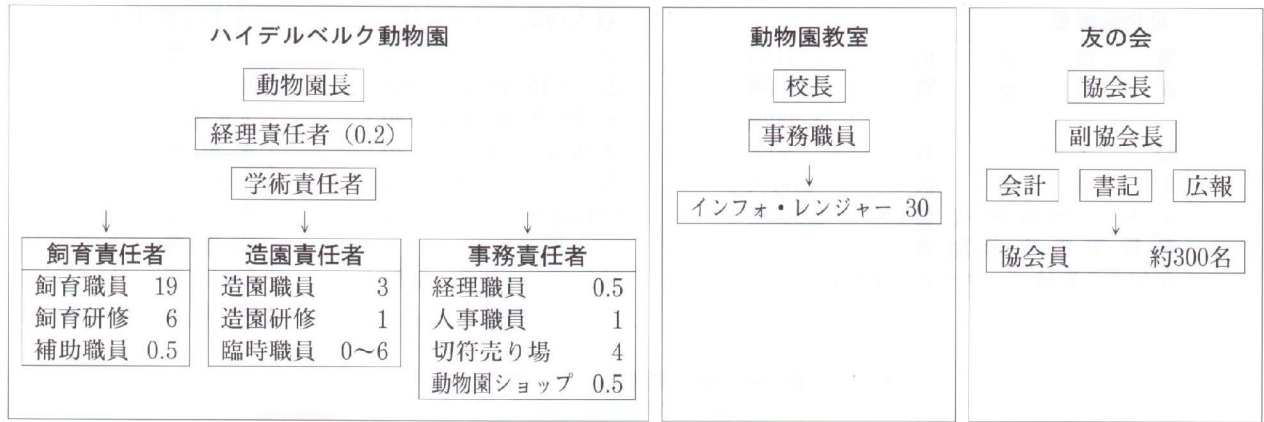 ハイデルベルク動物園
動物園長
経理責任者（0.2）
学術責任者
↓
↓
↓
飼育責任者
飼育職員 19
飼育研修 6
補助職員 0.5
造園責任者
造園職員 3
造園研修 1
臨時職員 0～6
事務責任者
経理職員 0.5
人事職員 1
切符売り場 4
動物園ショップ 0.5
動物園教室
校長
事務職員
↓
インフォ・レンジャー 30
友の会
協会長
副協会長
会計 書記 広報
↓
協会員 約300名